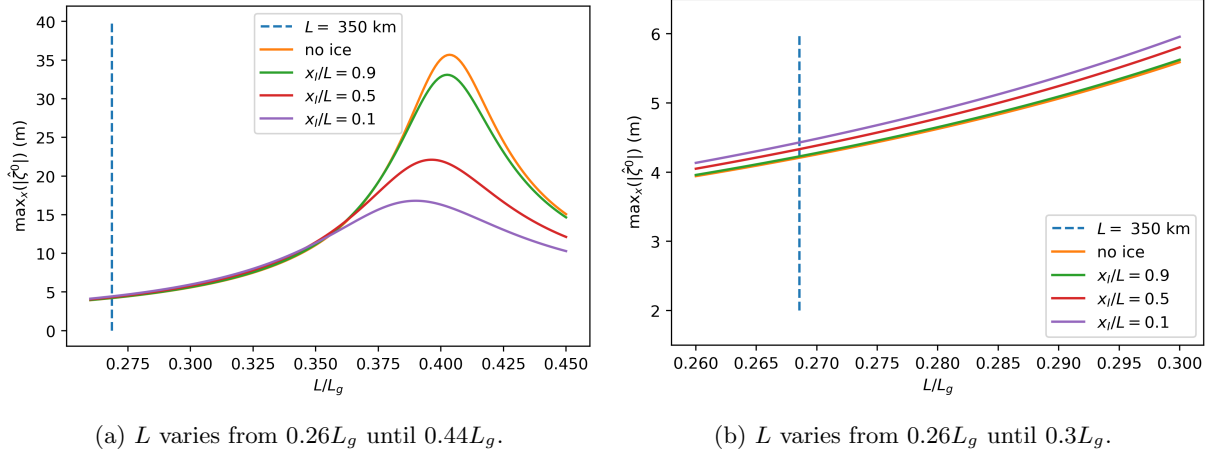 40
35
30
25
20
15
10
5
0
max_x(|ζ̂⁰|) (m)
L = 350 km
no ice
x_I/L = 0.9
x_I/L = 0.5
x_I/L = 0.1
0.275 0.300 0.325 0.350 0.375 0.400 0.425 0.450
L/L_g
(a) L varies from 0.26L_g until 0.44L_g.
6
5
4
3
2
max_x(|ζ̂⁰|) (m)
L = 350 km
no ice
x_I/L = 0.9
x_I/L = 0.5
x_I/L = 0.1
0.260 0.265 0.270 0.275 0.280 0.285 0.290 0.295 0.300
L/L_g
(b) L varies from 0.26L_g until 0.3L_g.